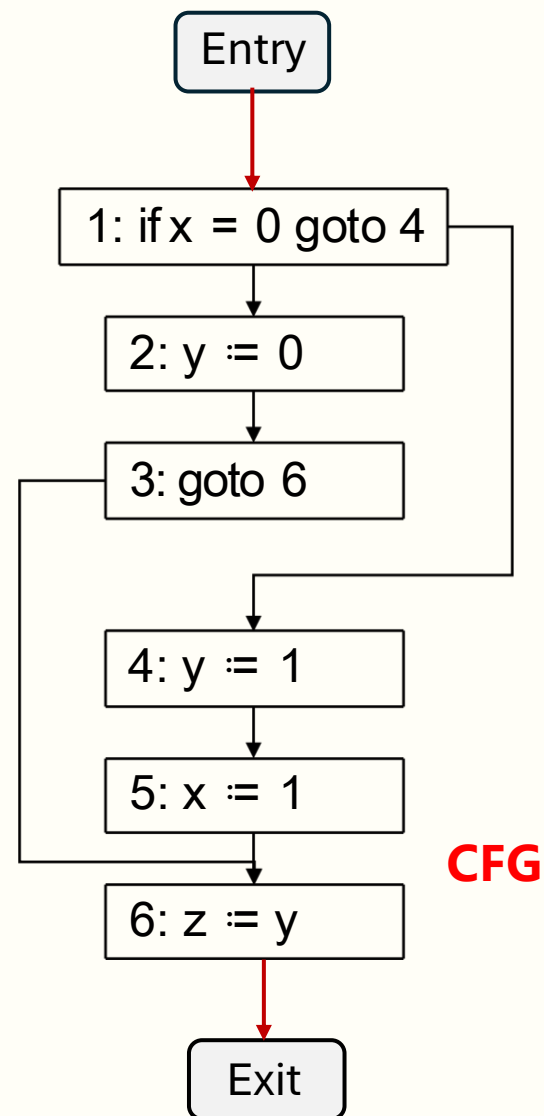 Entry
1: if x = 0 goto 4
2: y := 0
3: goto 6
4: y := 1
5: x := 1
CFG
6: z := y
Exit